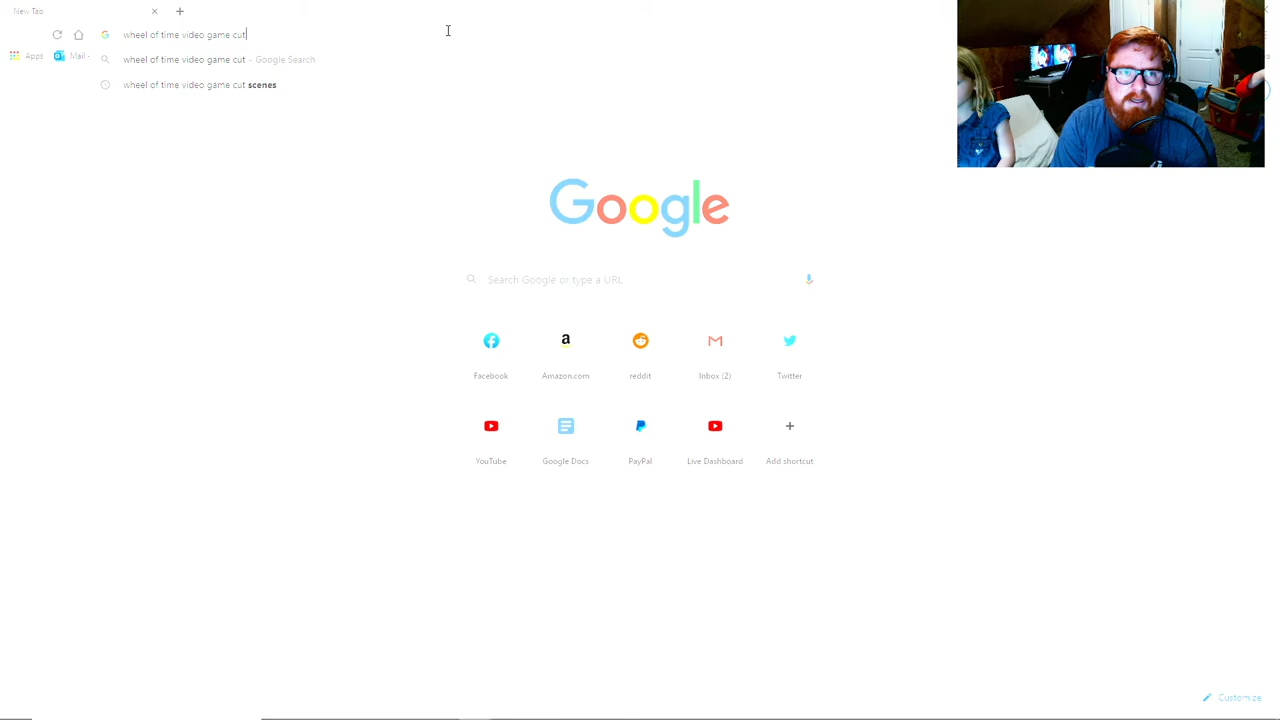 New Tab
wheel of time video game cut
Apps Mail -
wheel of time video game cut - Google Search
wheel of time video game cut scenes
Google
Search Google or type a URL
a
Facebook Amazon.com reddit Inbox (2) Twitter
YouTube Google Docs PayPal Live Dashboard Add shortcut
Customize